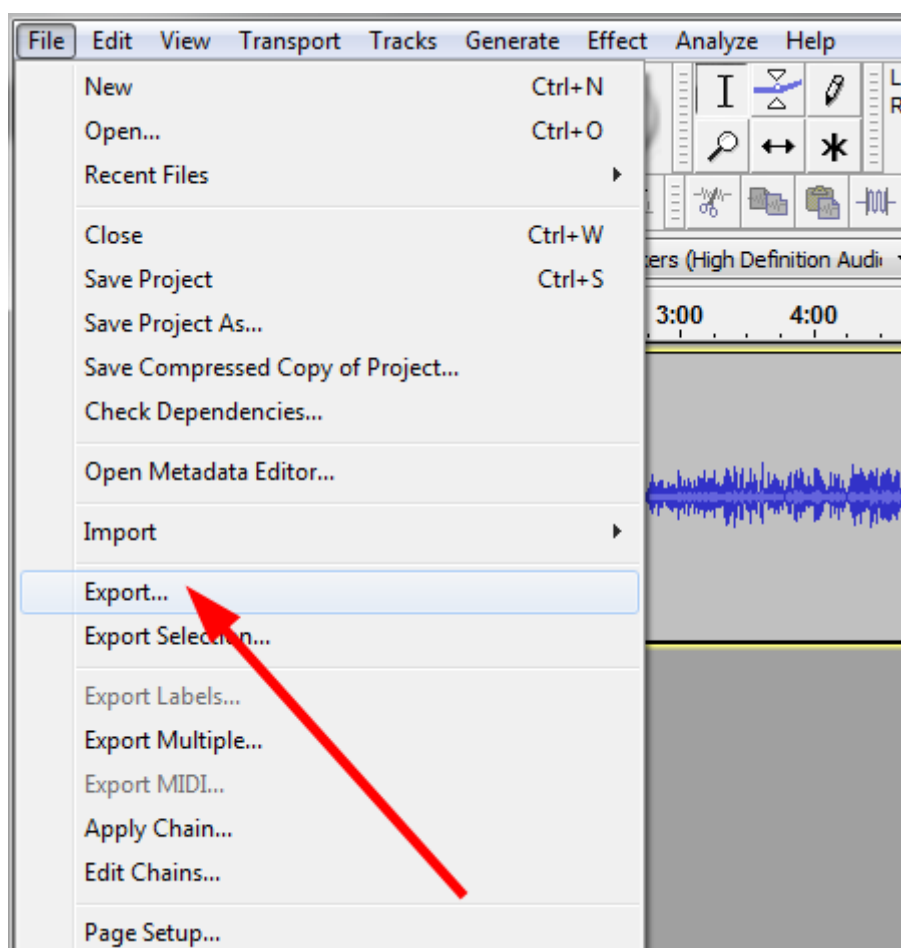 File Edit View Transport Tracks Generate Effect Analyze Help
New Ctrl+N
Open... Ctrl+O
Recent Files
Close Ctrl+W
Save Project Ctrl+S
Save Project As...
Save Compressed Copy of Project...
Check Dependencies...
Open Metadata Editor...
Import
Export...
Export Selection...
Export Labels...
Export Multiple...
Export MIDI...
Apply Chain...
Edit Chains...
Page Setup...
L
R
(High Definition
3:00 4:00